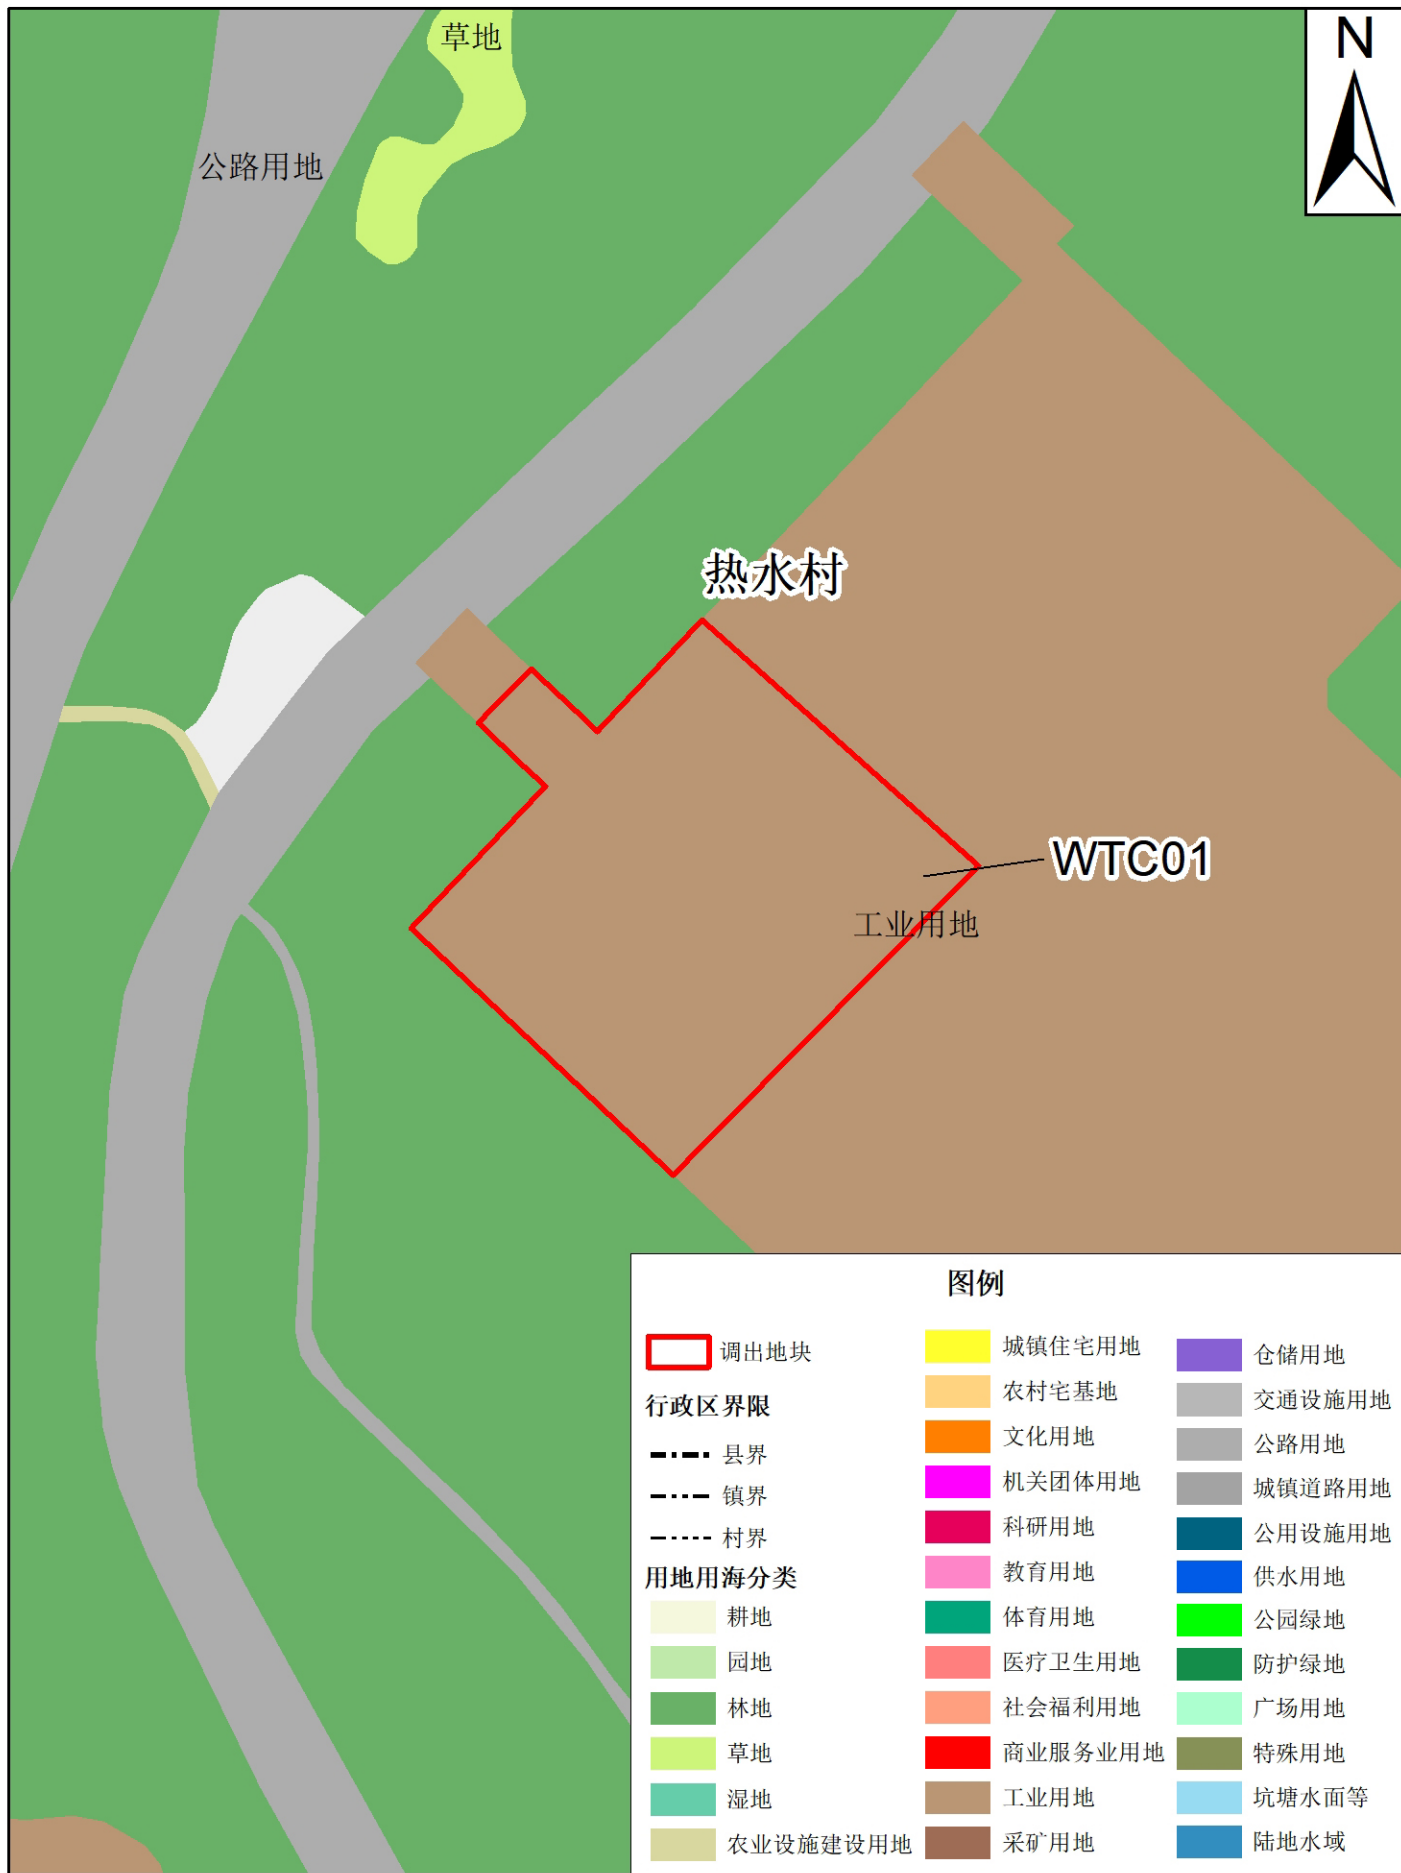 草地
N
公路用地
热水村
WTC01
工业用地
图例
调出地块
行政区界限
县界
镇界
村界
用地用海分类
耕地
园地
林地
草地
湿地
农业设施建设用地
城镇住宅用地
农村宅基地
文化用地
机关团体用地
科研用地
教育用地
体育用地
医疗卫生用地
社会福利用地
商业服务业用地
工业用地
采矿用地
仓储用地
交通设施用地
公路用地
城镇道路用地
公用设施用地
供水用地
公园绿地
防护绿地
广场用地
特殊用地
坑塘水面等
陆地水域